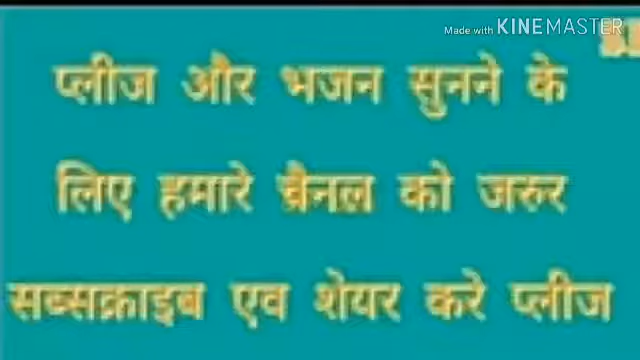 Made with KINEMASTER
प्लीज और भजन सुनने के
लिए हमारे चैनल को जरुर
सब्सक्राइब एव शेयर करे प्लीज